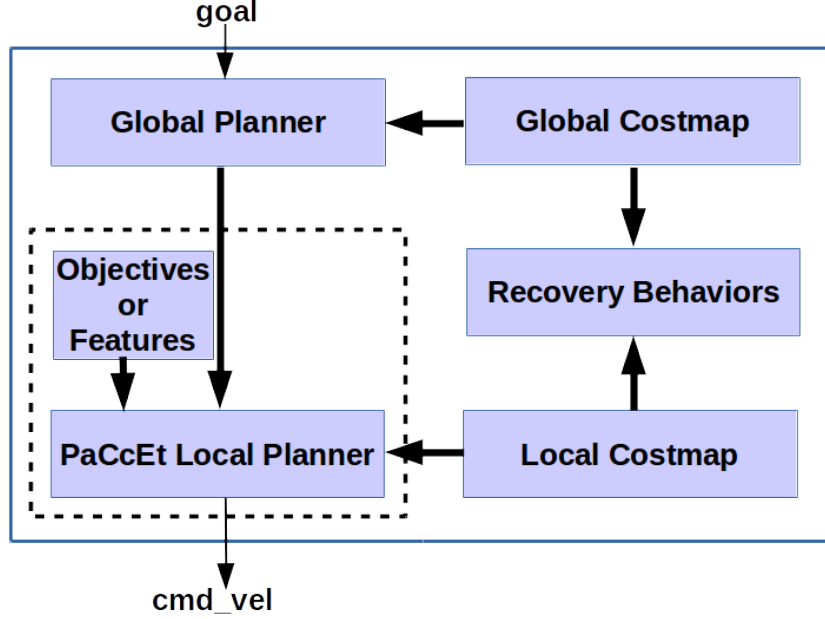 goal
Global Planner
Global Costmap
Objectives
or
Features
Recovery Behaviors
PaCcEt Local Planner
Local Costmap
cmd_vel